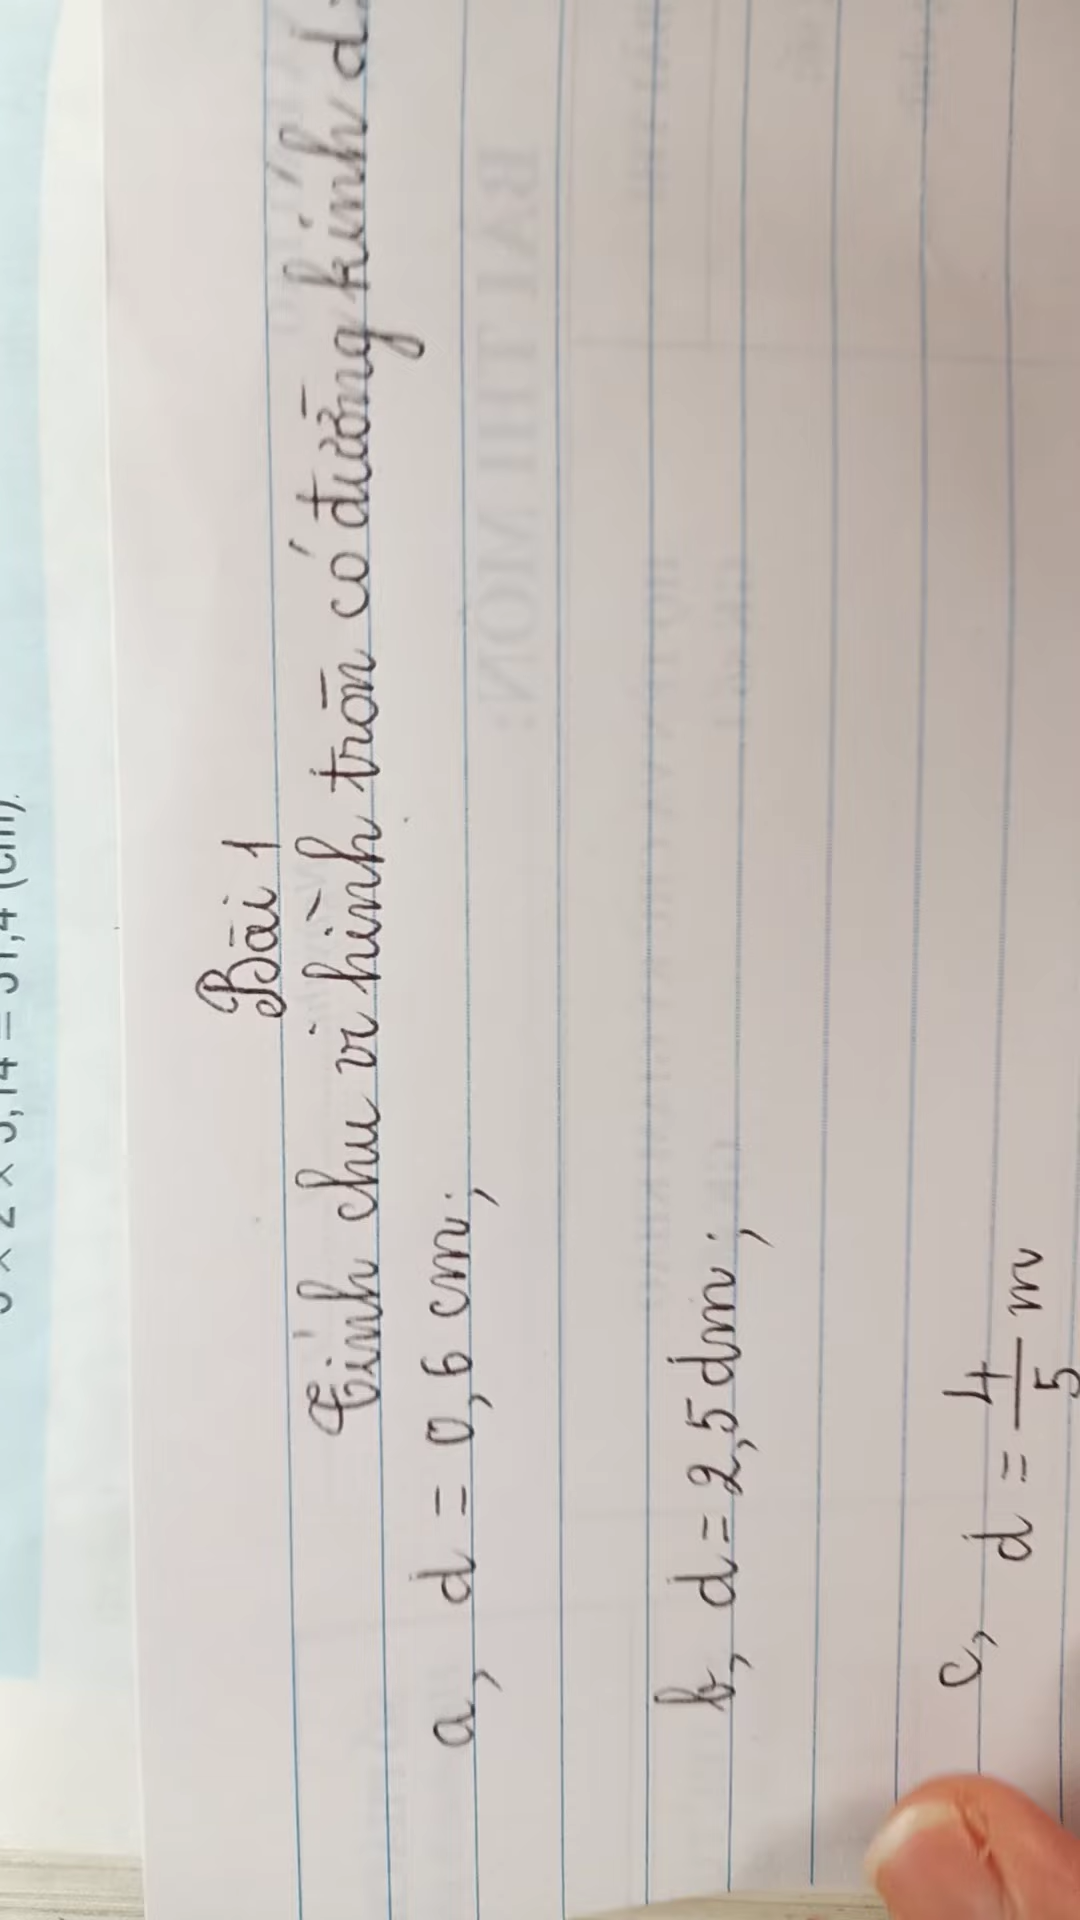 Bài 1
Tính chu vi hình tròn có đường kính d:
a, d = 0,6 cm;
b, d = 2,5 dm;
c, d = 4/5 m